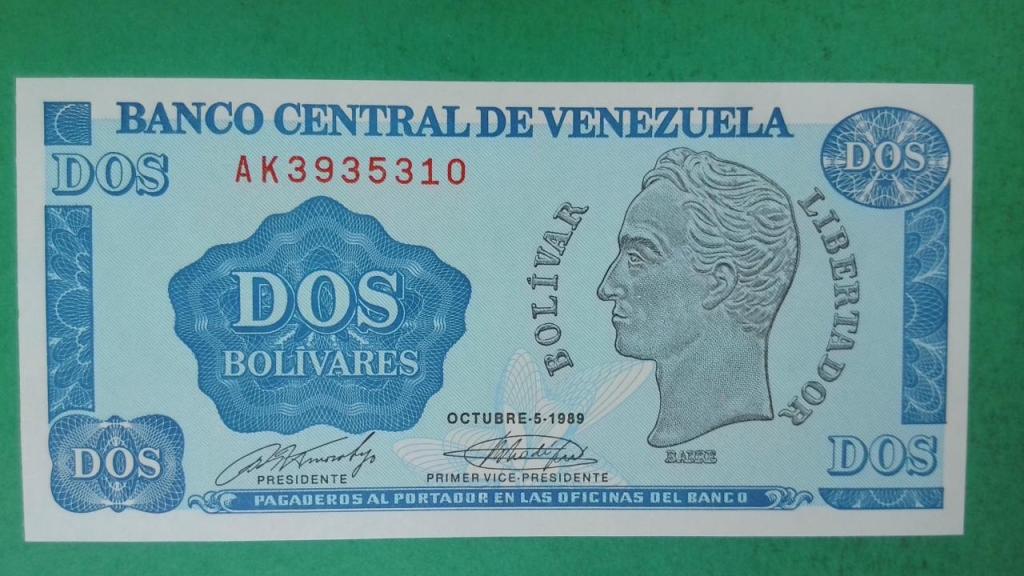 BANCO CENTRAL DE VENEZUELA
DOS
DOS
AK3935310
BOLÍVAR
LIBERTADOR
DOS
BOLÍVARES
OCTUBRE-5-1989
BARRE
DOS
DOS
PRESIDENTE
PRIMER VICE-PRESIDENTE
PAGADEROS AL PORTADOR EN LAS OFICINAS DEL BANCO